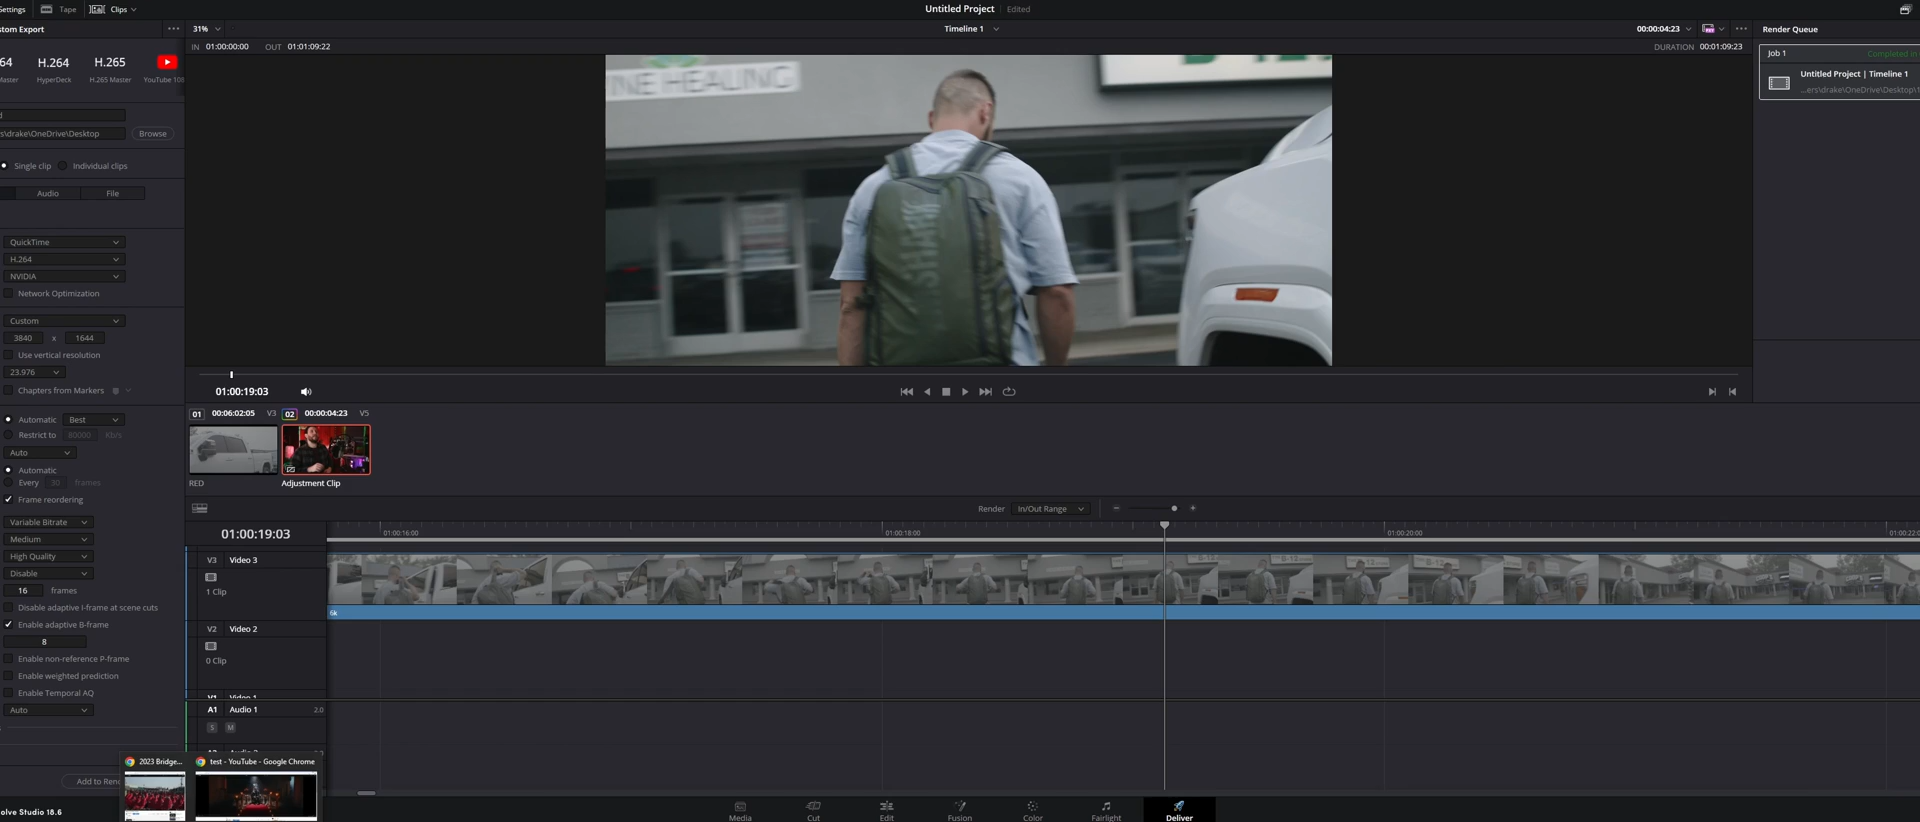 Settings
Tape
Clips
Untitled Project
Edited
stom Export
31%
Timeline 1
00:00:04:23
Render Queue
IN 01:00:00:00 OUT 01:01:09:22
DURATION 00:01:09:23
64
H.264
H.265
Master
HyperDeck
H.265 Master
YouTube 108
Job 1
Completed in
Untitled Project | Timeline 1
...ers\drake\OneDrive\Desktop\1
d
s\drake\OneDrive\Desktop
Browse
Single clip
Individual clips
Audio
File
QuickTime
H.264
NVIDIA
Network Optimization
Custom
3840 x 1644
Use vertical resolution
23.976
Chapters from Markers
INE HEALING
SHARK
01:00:19:03
Automatic Best
Restrict to 80000 Kb/s
Auto
Automatic
Every 30 frames
Frame reordering
Variable Bitrate
Medium
High Quality
Disable
16 frames
Disable adaptive I-frame at scene cuts
Enable adaptive B-frame
8
Enable non-reference P-frame
Enable weighted prediction
Enable Temporal AQ
Auto
Add to Rend
01 00:06:02:05 V3
02 00:00:04:23 V5
RED
Adjustment Clip
Render In/Out Range
01:00:19:03
01:00:16:00
01:00:18:00
01:00:20:00
01:00:22:0
V3 Video 3
1 Clip
6k
V2 Video 2
0 Clip
V1 Video 1
A1 Audio 1 2.0
S M
2023 Bridge...
test - YouTube - Google Chrome
olve Studio 18.6
Media
Cut
Edit
Fusion
Color
Fairlight
Deliver